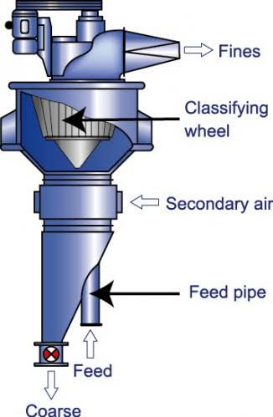 Fines
Classifying
wheel
Secondary air
Feed pipe
Feed
Coarse